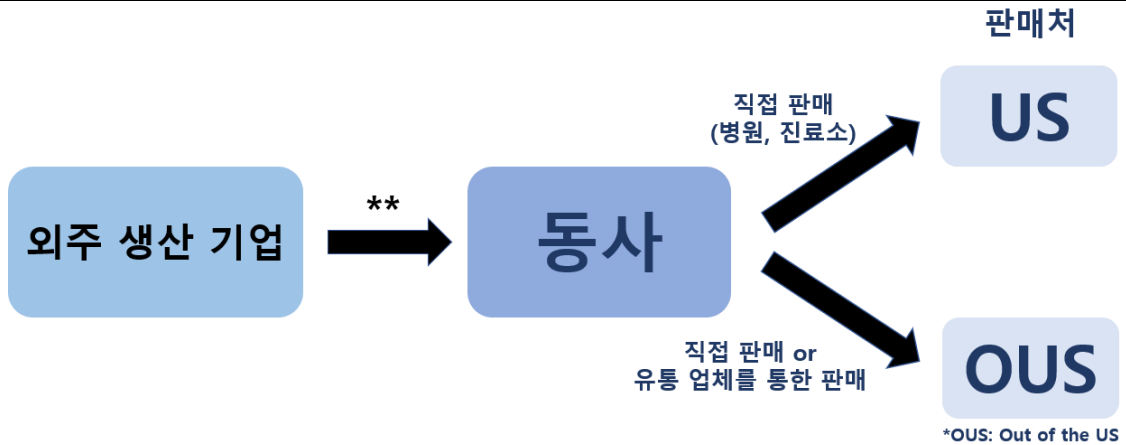 판매처
US
직접 판매
(병원, 진료소)
외주 생산 기업
**
동사
직접 판매 or
유통 업체를 통한 판매
OUS
*OUS: Out of the US